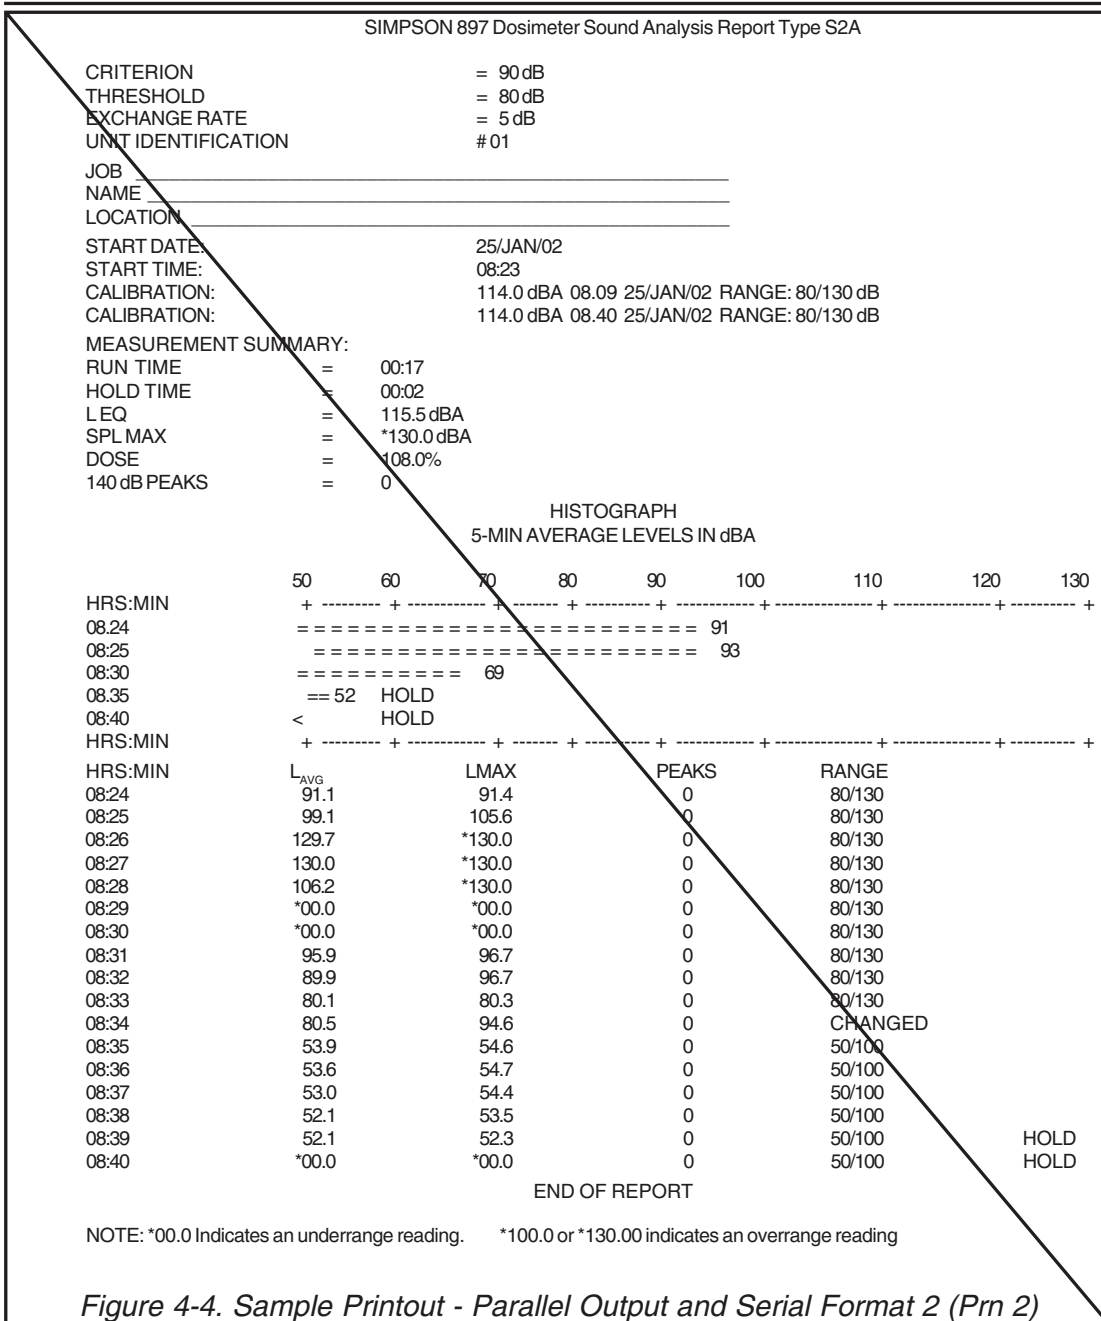 SIMPSON 897 Dosimeter Sound Analysis Report Type S2A
CRITERION = 90 dB
THRESHOLD = 80 dB
EXCHANGE RATE = 5 dB
UNIT IDENTIFICATION # 01
JOB
NAME
LOCATION
START DATE: 25/JAN/02
START TIME: 08:23
CALIBRATION: 114.0 dBA 08.09 25/JAN/02 RANGE: 80/130 dB
CALIBRATION: 114.0 dBA 08.40 25/JAN/02 RANGE: 80/130 dB
MEASUREMENT SUMMARY:
RUN TIME = 00:17
HOLD TIME = 00:02
L EQ = 115.5 dBA
SPL MAX = *130.0 dBA
DOSE = 108.0%
140 dB PEAKS = 0
HISTOGRAPH
5-MIN AVERAGE LEVELS IN dBA
50 60 70 80 90 100 110 120 130
HRS:MIN + ---------- + ------------- + ------- + --------- + ------------- + ------------------ + ---------------- + ---------- +
08.24 = = = = = = = = = = = = = = = = = = = = = = = = 91
08:25 = = = = = = = = = = = = = = = = = = = = = = = 93
08:30 = = = = = = = = = = 69
08.35 == 52 HOLD
08:40 < HOLD
HRS:MIN + ---------- + ------------- + ------- + --------- + ------------- + ------------------ + ---------------- + ---------- +
HRS:MIN LAVG LMAX PEAKS RANGE
08:24 91.1 91.4 0 80/130
08:25 99.1 105.6 0 80/130
08:26 129.7 *130.0 0 80/130
08:27 130.0 *130.0 0 80/130
08:28 106.2 *130.0 0 80/130
08:29 *00.0 *00.0 0 80/130
08:30 *00.0 *00.0 0 80/130
08:31 95.9 96.7 0 80/130
08:32 89.9 96.7 0 80/130
08:33 80.1 80.3 0 80/130
08:34 80.5 94.6 0 CHANGED
08:35 53.9 54.6 0 50/100
08:36 53.6 54.7 0 50/100
08:37 53.0 54.4 0 50/100
08:38 52.1 53.5 0 50/100
08:39 52.1 52.3 0 50/100 HOLD
08:40 *00.0 *00.0 0 50/100 HOLD
END OF REPORT
NOTE: *00.0 Indicates an underrange reading. *100.0 or *130.00 indicates an overrange reading
Figure 4-4. Sample Printout - Parallel Output and Serial Format 2 (Prn 2)